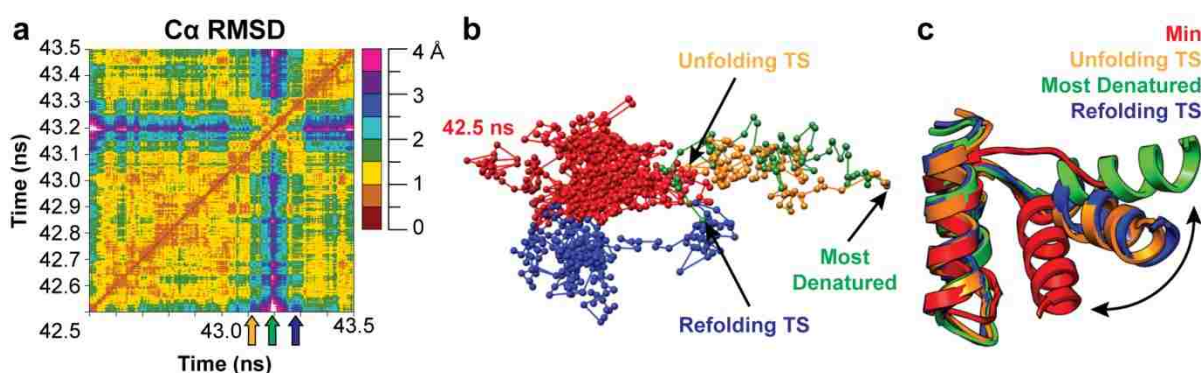 a
Cα RMSD
Time (ns)
43.5
43.4
43.3
43.2
43.1
43.0
42.9
42.8
42.7
42.6
42.5
43.0
43.5
Time (ns)
4 Å
3
2
1
0
b
Unfolding TS
42.5 ns
Most
Denatured
Refolding TS
c
Min
Unfolding TS
Most Denatured
Refolding TS